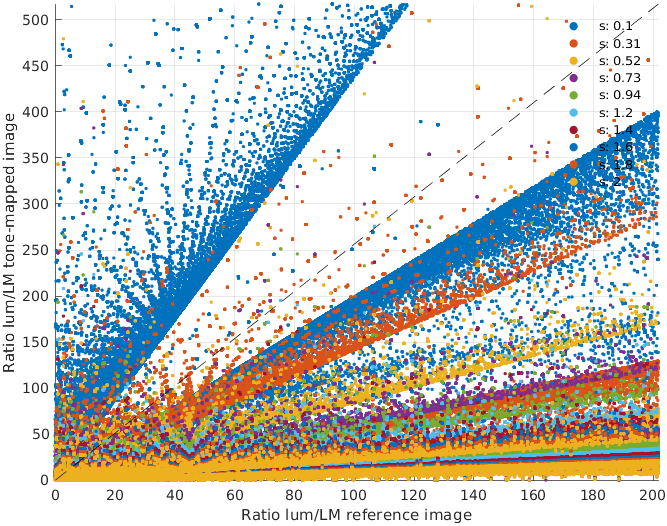 500
450
400
350
300
250
200
150
100
50
0
0 20 40 60 80 100 120 140 160 180 200
Ratio lum/LM tone-mapped image
Ratio lum/LM reference image
s: 0.1
s: 0.31
s: 0.52
s: 0.73
s: 0.94
s: 1.2
s: 1.4
s: 1.6
s: 1.8